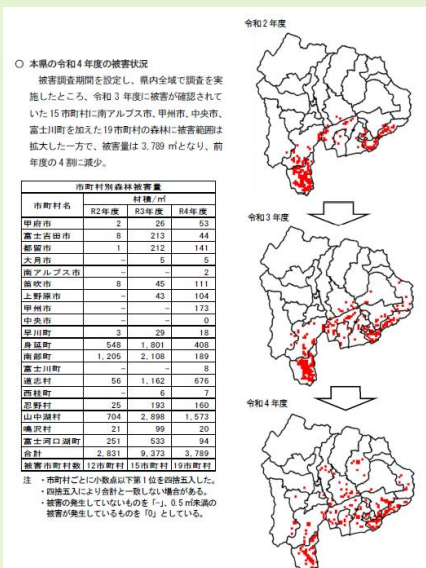 令和２年度
○ 本県の令和４年度の被害状況
被害調査期間を設定し、県内全域で調査を実
施したところ、令和３年度に被害が確認されて
いた 15 市町村に南アルプス市、甲州市、中央市、
富士川町を加えた19市町村の森林に被害範囲は
拡大した一方で、被害量は 3,789 ㎥となり、前
年度の４割に減少。
市町村別森林被害量
市町村名 材積/㎥
R2年度 R3年度 R4年度
甲府市 2 26 53
富士吉田市 8 213 44
都留市 1 212 141
大月市 － 5 5
南アルプス市 － － 2
笛吹市 8 45 111
上野原市 － 43 104
甲州市 － － 173
中央市 － － 0
早川町 3 29 18
身延町 548 1,801 408
南部町 1,205 2,108 189
富士川町 － － 8
道志村 56 1,162 676
西桂町 － 6 7
忍野村 25 193 160
山中湖村 704 2,898 1,573
鳴沢村 21 99 20
富士河口湖町 251 533 94
合計 2,831 9,373 3,789
被害市町村数 12市町村 15市町村 19市町村
注 ・市町村ごとに小数点以下第１位を四捨五入した。
・四捨五入により合計と一致しない場合がある。
・被害の発生していないものを「－」、0.5 ㎥未満の
被害が発生しているものを「0」としている。
令和３年度
令和４年度